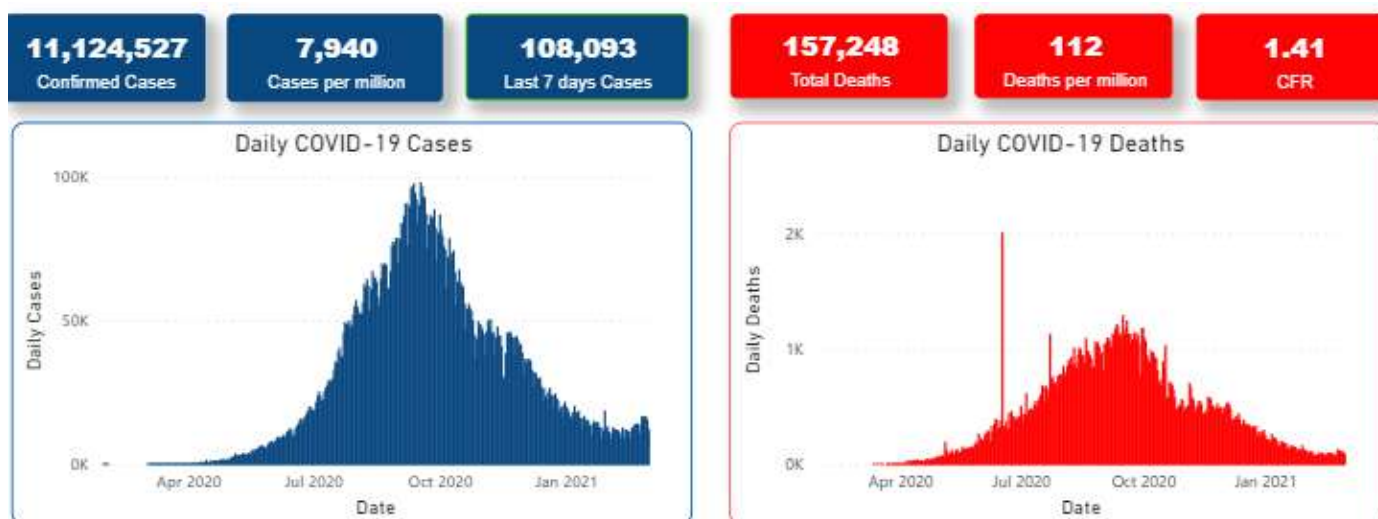 11,124,527
Confirmed Cases
7,940
Cases per million
108,093
Last 7 days Cases
157,248
Total Deaths
112
Deaths per million
1.41
CFR
Daily COVID-19 Cases
100K
50K
0K
Daily Cases
Apr 2020 Jul 2020 Oct 2020 Jan 2021
Date
Daily COVID-19 Deaths
2K
1K
0K
Daily Deaths
Apr 2020 Jul 2020 Oct 2020 Jan 2021
Date